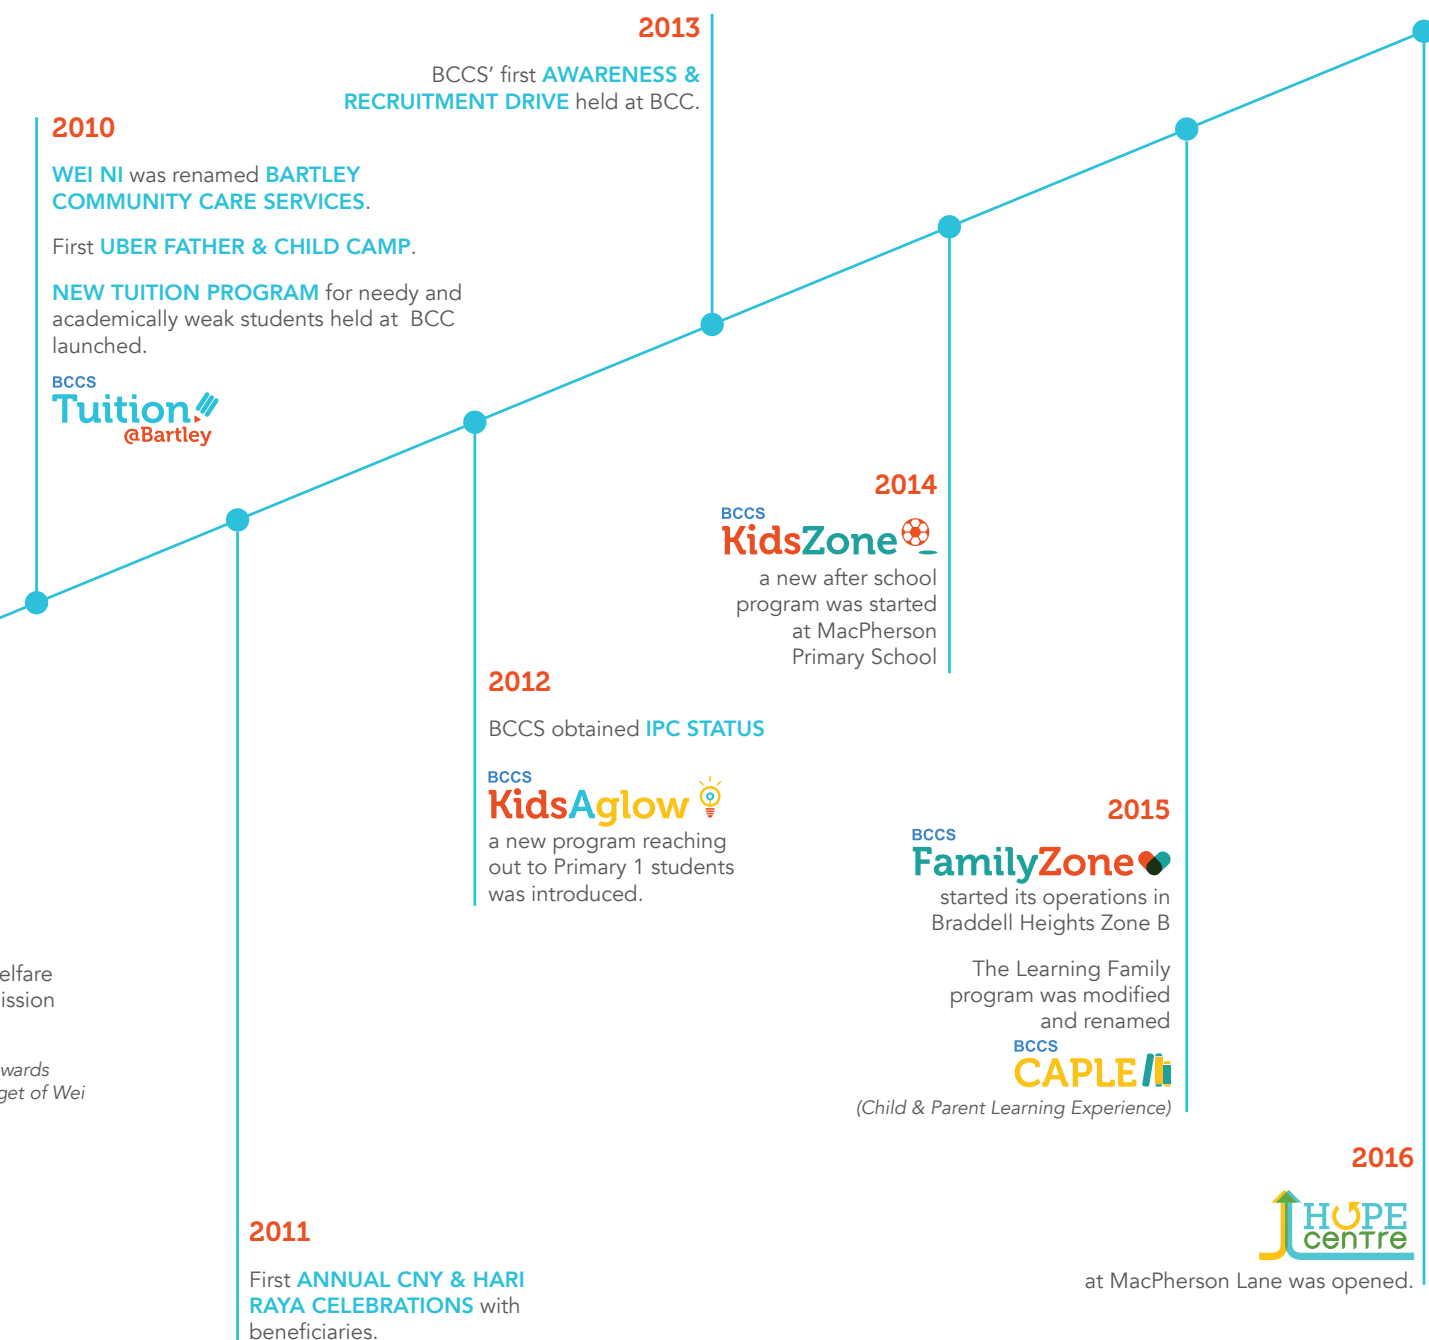 2010
WEI NI was renamed BARTLEY
COMMUNITY CARE SERVICES.
First UBER FATHER & CHILD CAMP.
NEW TUITION PROGRAM for needy and
academically weak students held at BCC
launched.
BCCS
Tuition
@Bartley
elfare
ission
wards
get of Wei
2011
First ANNUAL CNY & HARI
RAYA CELEBRATIONS with
beneficiaries.
2012
BCCS obtained IPC STATUS
BCCS
KidsAglow
a new program reaching
out to Primary 1 students
was introduced.
2013
BCCS' first AWARENESS &
RECRUITMENT DRIVE held at BCC.
2014
BCCS
KidsZone
a new after school
program was started
at MacPherson
Primary School
2015
BCCS
FamilyZone
started its operations in
Braddell Heights Zone B
The Learning Family
program was modified
and renamed
BCCS
CAPLE
(Child & Parent Learning Experience)
2016
HOPE
centre
at MacPherson Lane was opened.